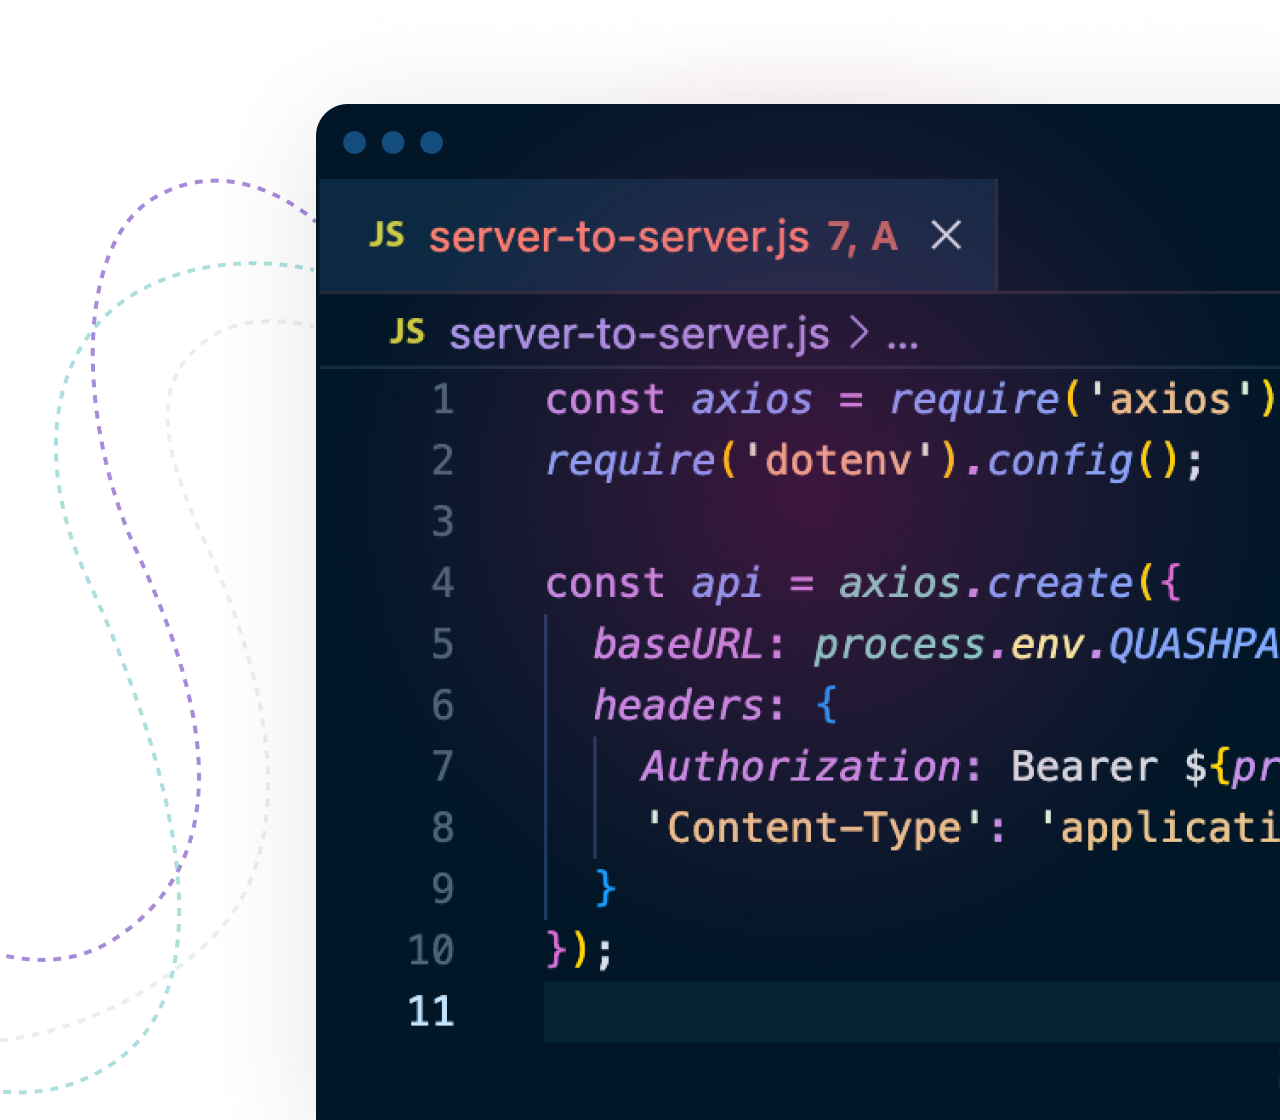 JS server-to-server.js 7, A
JS server-to-server.js > ...
1 const axios = require('axios')
2 require('dotenv').config();
3
4 const api = axios.create({
5 baseURL: process.env.QUASHPA
6 headers: {
7 Authorization: Bearer ${pr
8 'Content-Type': 'applicati
9 }
10 });
11